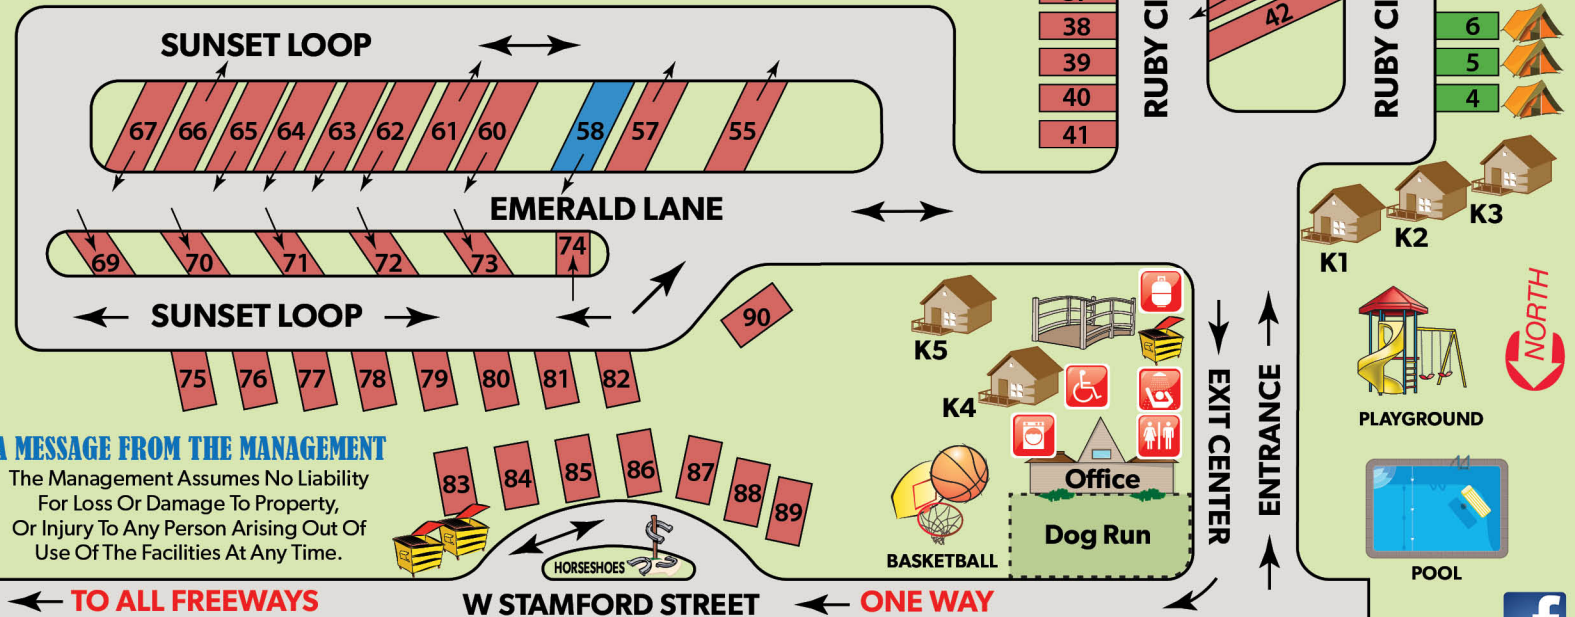 SUNSET LOOP
67 66 65 64 63 62 61 60 58 57 55
EMERALD LANE
69 70 71 72 73 74
SUNSET LOOP
38
39
40
41
RUBY
42
RUBY
6
5
4
K3
K2
K1
NORTH
PLAYGROUND
POOL
90
75 76 77 78 79 80 81 82
K5
K4
Office
Dog Run
BASKETBALL
EXIT CENTER
ENTRANCE
A MESSAGE FROM THE MANAGEMENT
The Management Assumes No Liability
For Loss Or Damage To Property,
Or Injury To Any Person Arising Out Of
Use Of The Facilities At Any Time.
83 84 85 86 87 88 89
HORSESHOES
TO ALL FREEWAYS
W STAMFORD STREET
ONE WAY
f